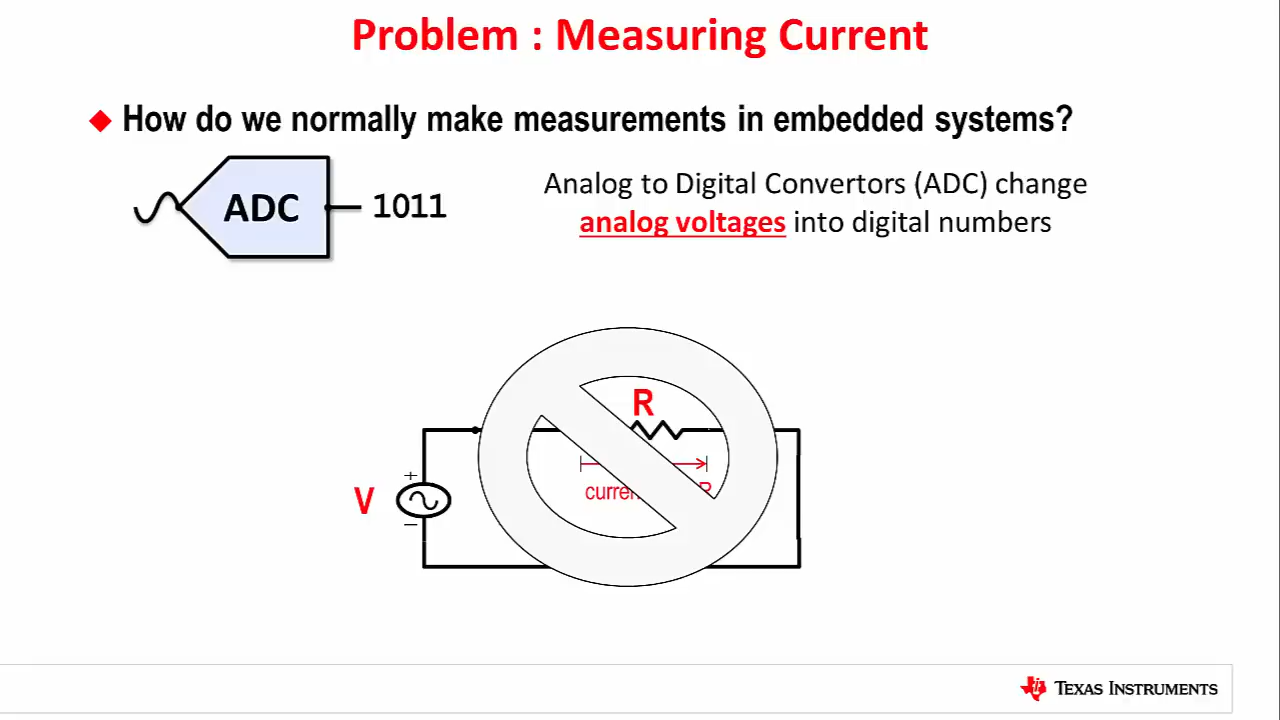 Problem : Measuring Current
How do we normally make measurements in embedded systems?
ADC
1011
Analog to Digital Convertors (ADC) change
analog voltages into digital numbers
R
+
V
−
TEXAS INSTRUMENTS